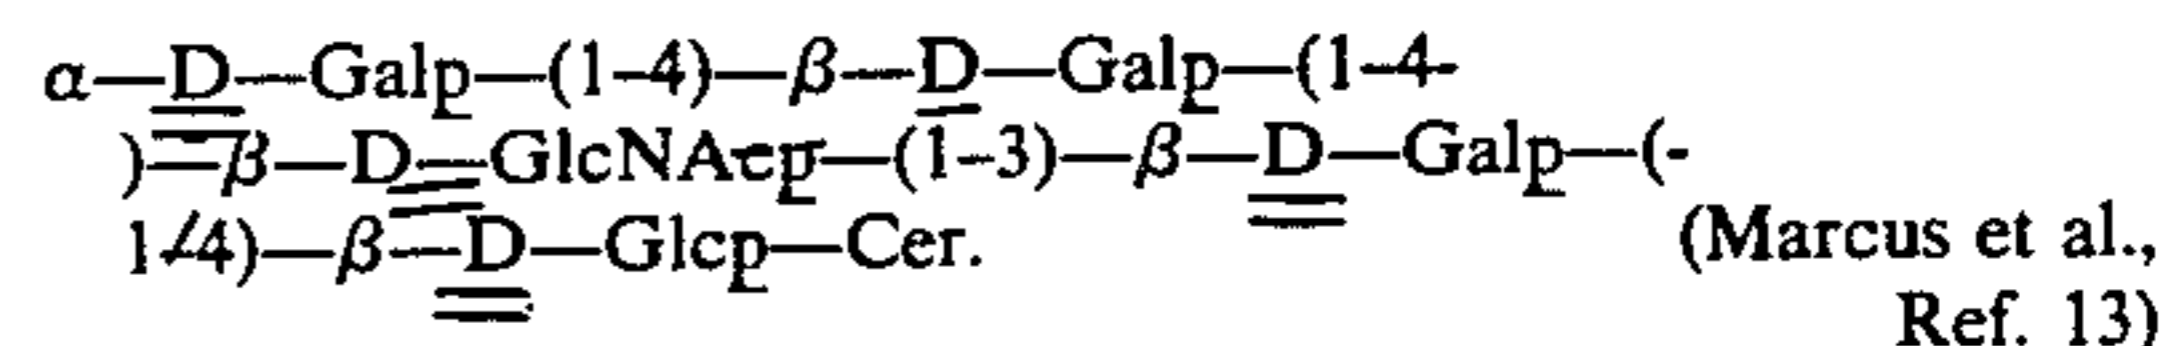 α—D—Galp—(1–4)—β—D—Galp—(1–4-
)—β—D—GlcNAcp—(1–3)—β—D—Galp—(-
1–4)—β—D—Glcp—Cer.
(Marcus et al.,
Ref. 13)